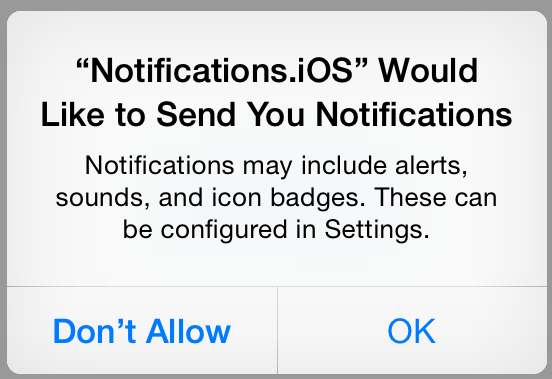 “Notifications.iOS” Would
Like to Send You Notifications
Notifications may include alerts,
sounds, and icon badges. These can
be configured in Settings.
Don’t Allow
OK